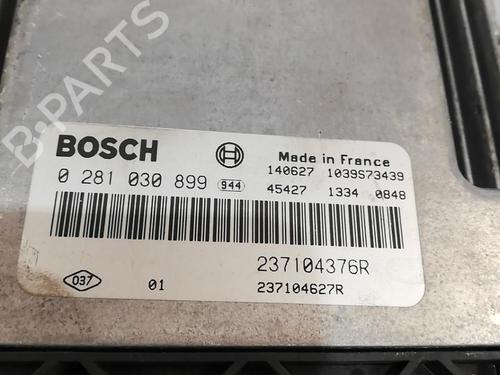 B-PARTS
BOSCH
Made in France
140627 1039S73439
0 281 030 899 944
45427 1334 0848
237104376R
037 01 237104627R